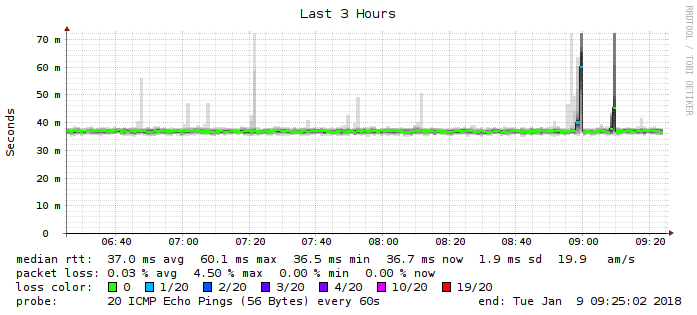 Last 3 Hours
RRDTOOL / TOBI OETIKER
Seconds
70 m
60 m
50 m
40 m
30 m
20 m
10 m
0
06:40 07:00 07:20 07:40 08:00 08:20 08:40 09:00 09:20
median rtt: 37.0 ms avg 60.1 ms max 36.5 ms min 36.7 ms now 1.9 ms sd 19.9 am/s
packet loss: 0.03 % avg 4.50 % max 0.00 % min 0.00 % now
loss color: 0 1/20 2/20 3/20 4/20 10/20 19/20
probe: 20 ICMP Echo Pings (56 Bytes) every 60s end: Tue Jan 9 09:25:02 2018